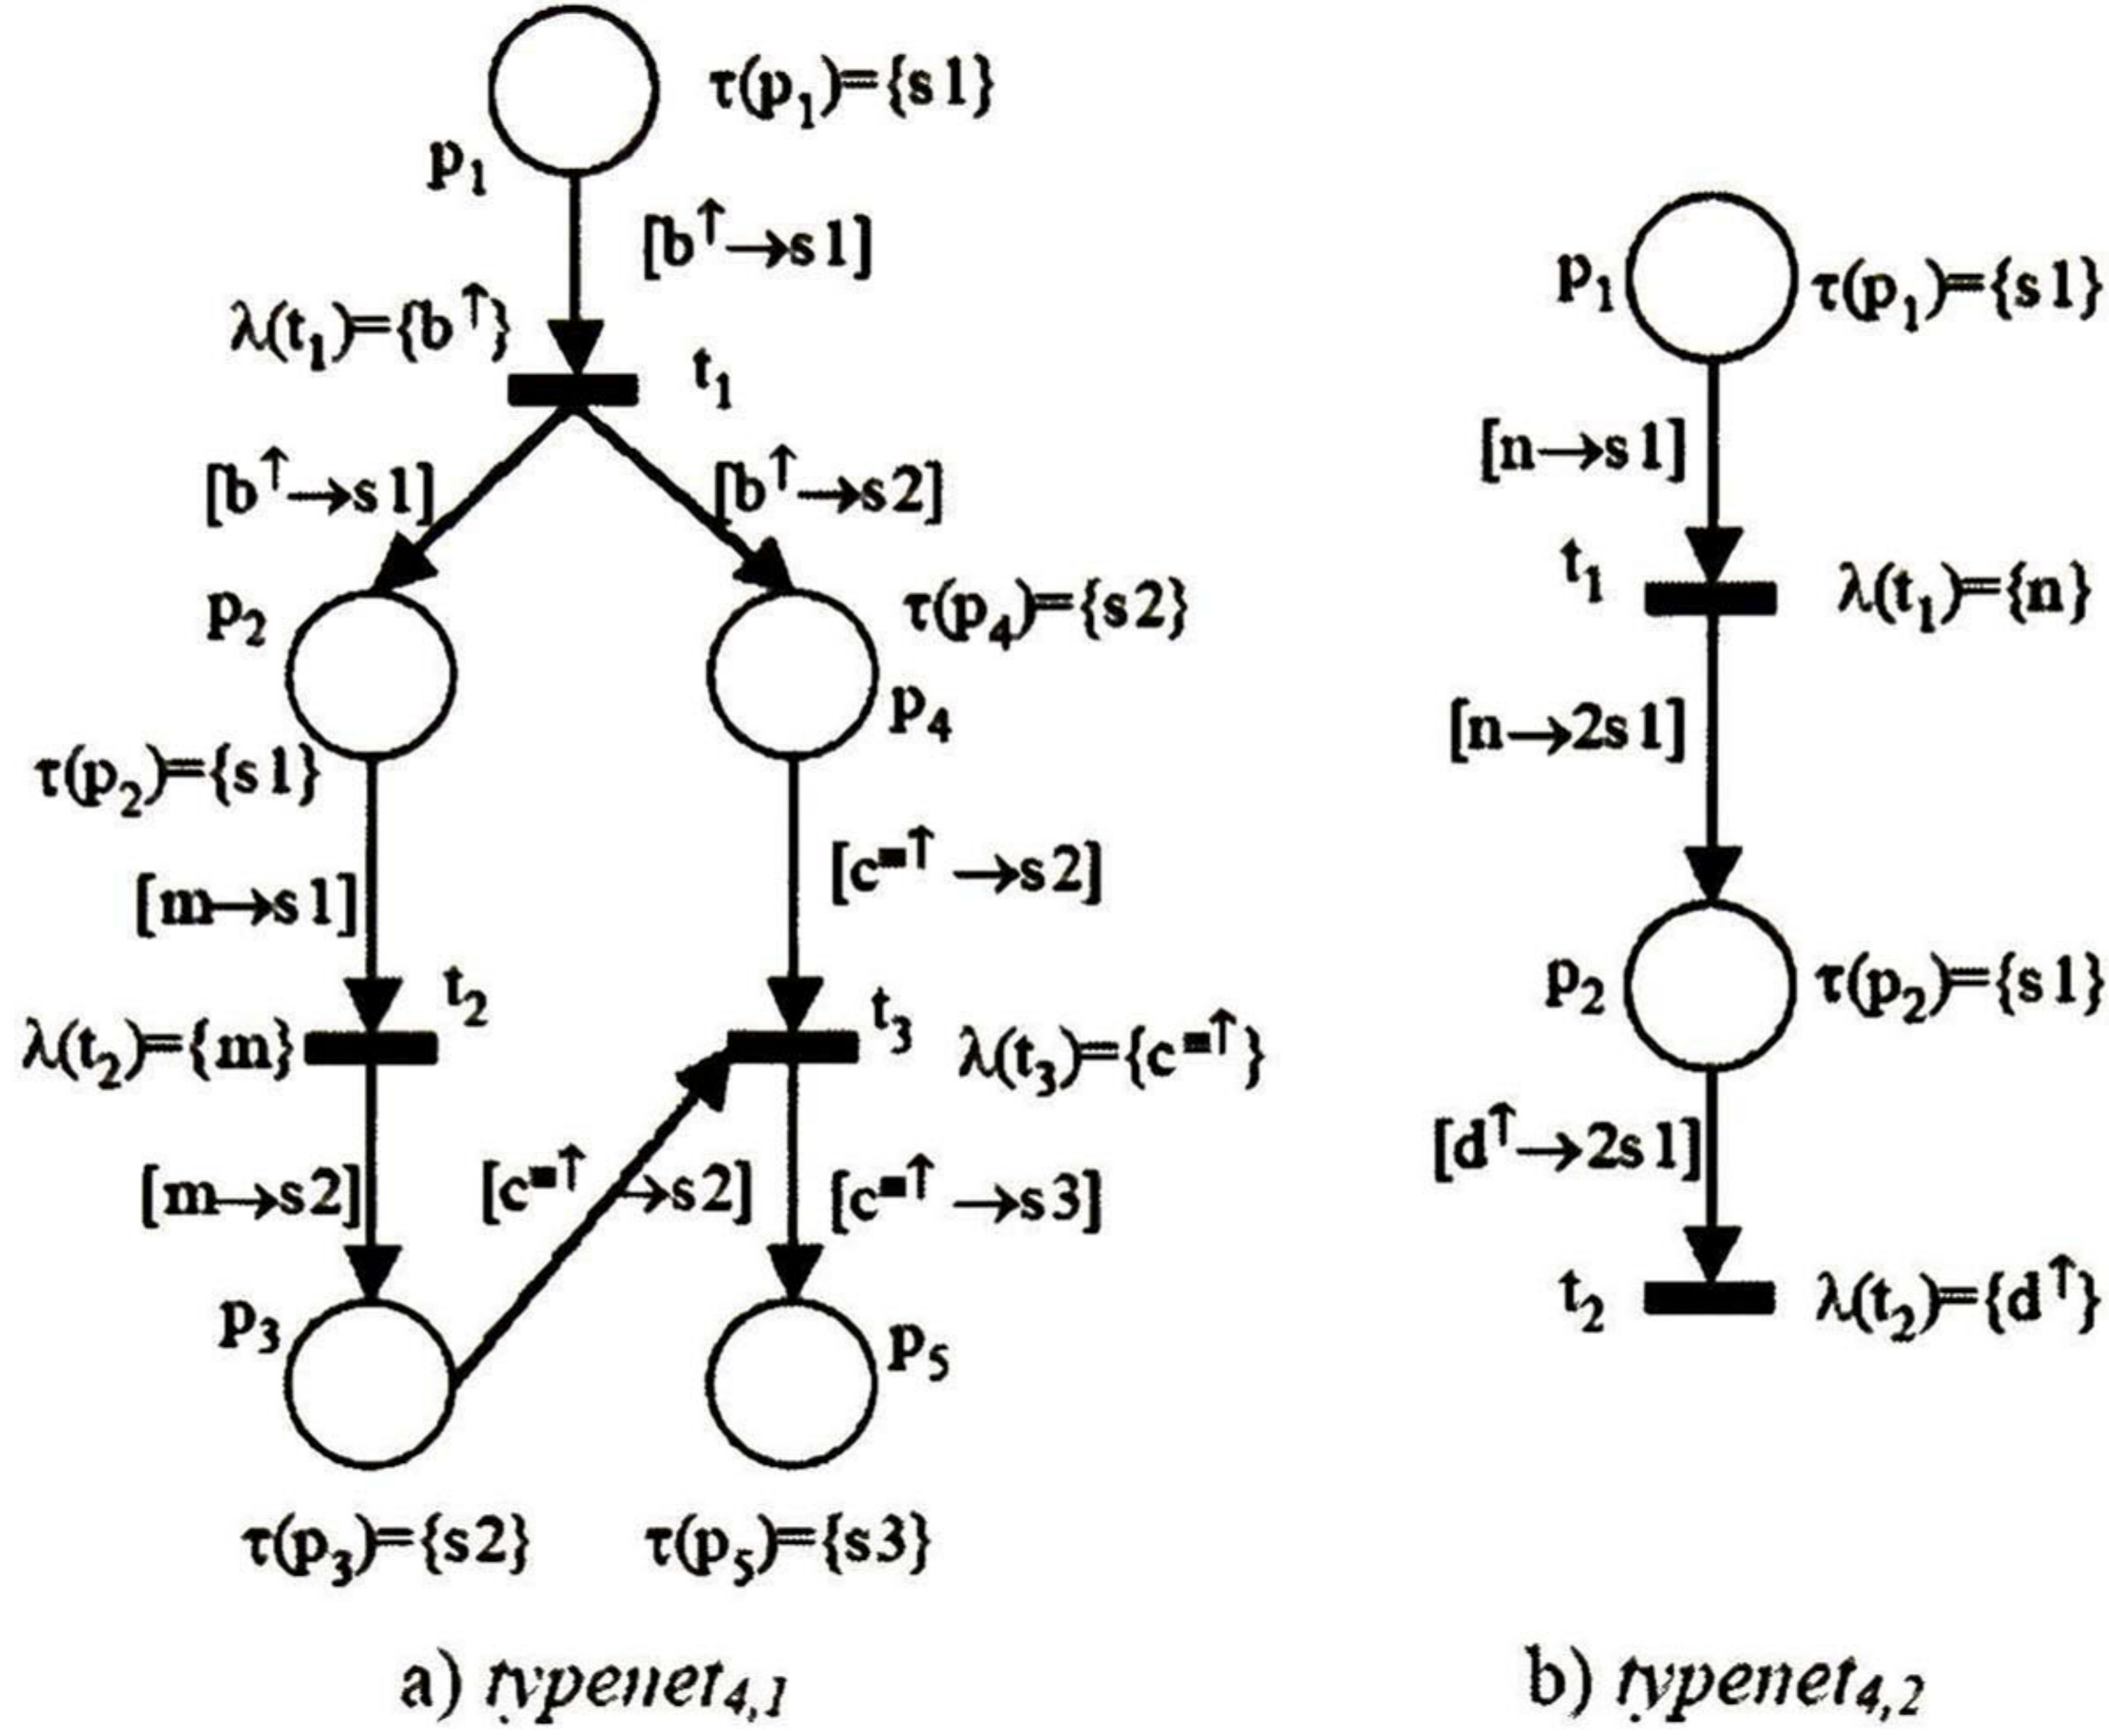 τ(p₁)={s1}
p₁
[b↑→s1]
λ(t₁)={b↑}
t₁
[b↑→s1]
[b↑→s2]
p₂
τ(p₄)={s2}
p₄
τ(p₂)={s1}
[m→s1]
[c≡↑ →s2]
t₂
λ(t₂)={m}
t₃
λ(t₃)={c≡↑}
[m→s2]
[c≡↑ →s2]
[c≡↑ →s3]
p₃
p₅
τ(p₃)={s2}
τ(p₅)={s3}
a) typenet₄,₁
p₁
τ(p₁)={s1}
[n→s1]
t₁
λ(t₁)={n}
[n→2s1]
p₂
τ(p₂)={s1}
[d↑→2s1]
t₂
λ(t₂)={d↑}
b) typenet₄,₂